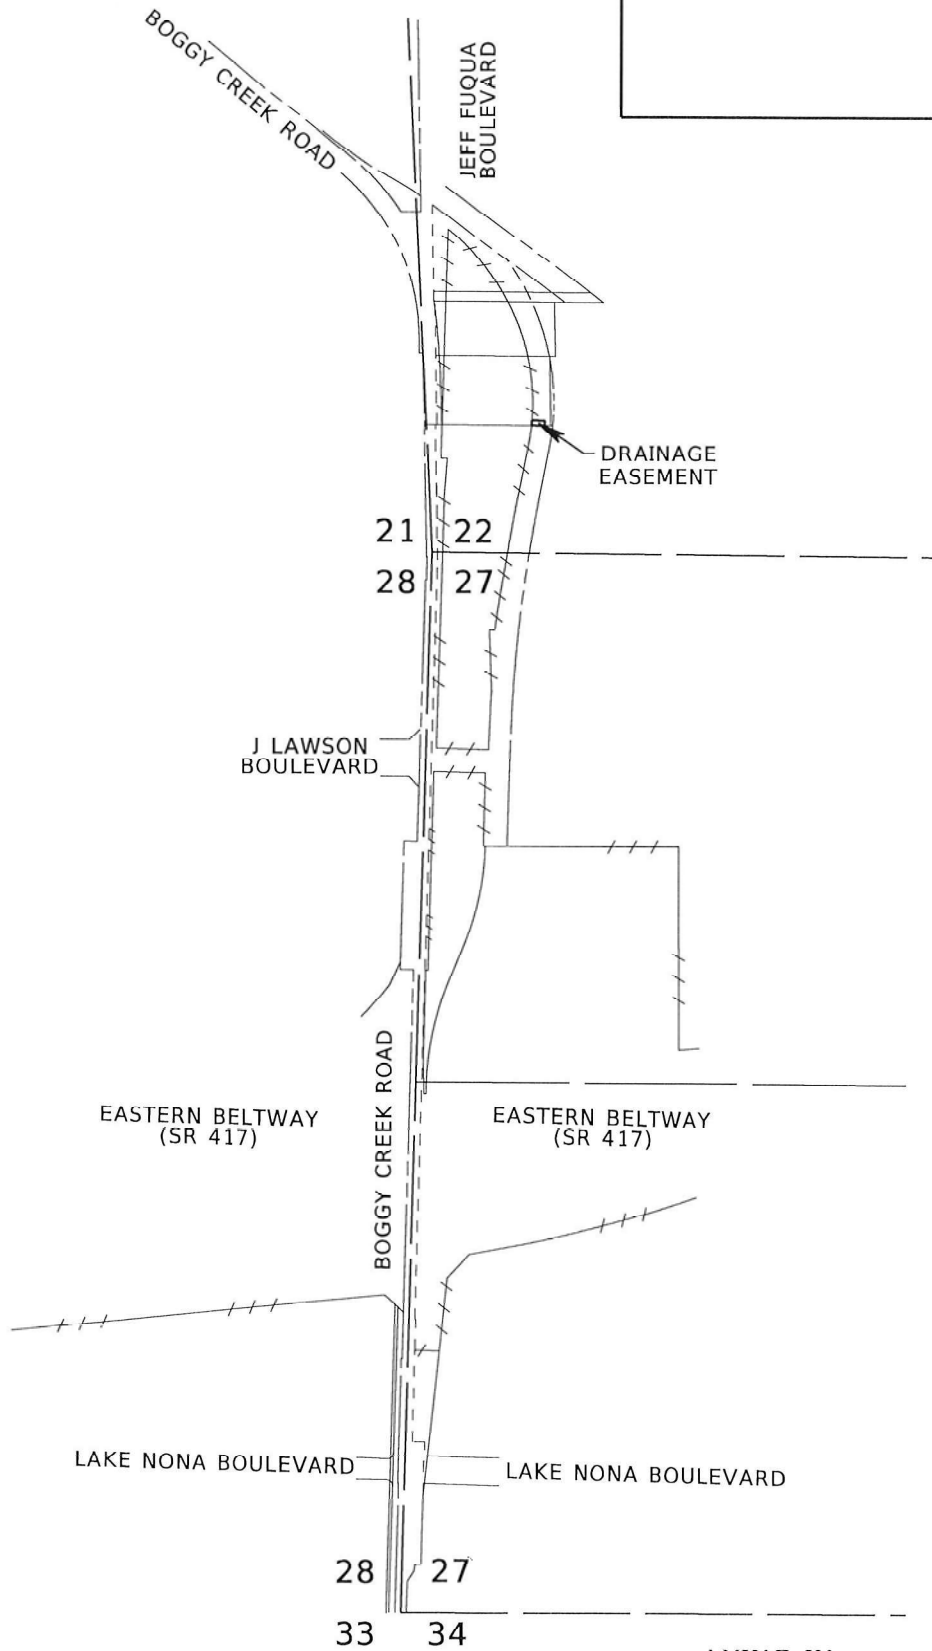 BOGGY CREEK ROAD
JEFF FUQUA
BOULEVARD
DRAINAGE
EASEMENT
21 22
28 27
J LAWSON
BOULEVARD
BOGGY CREEK ROAD
EASTERN BELTWAY
(SR 417)
EASTERN BELTWAY
(SR 417)
LAKE NONA BOULEVARD
LAKE NONA BOULEVARD
28 27
33 34